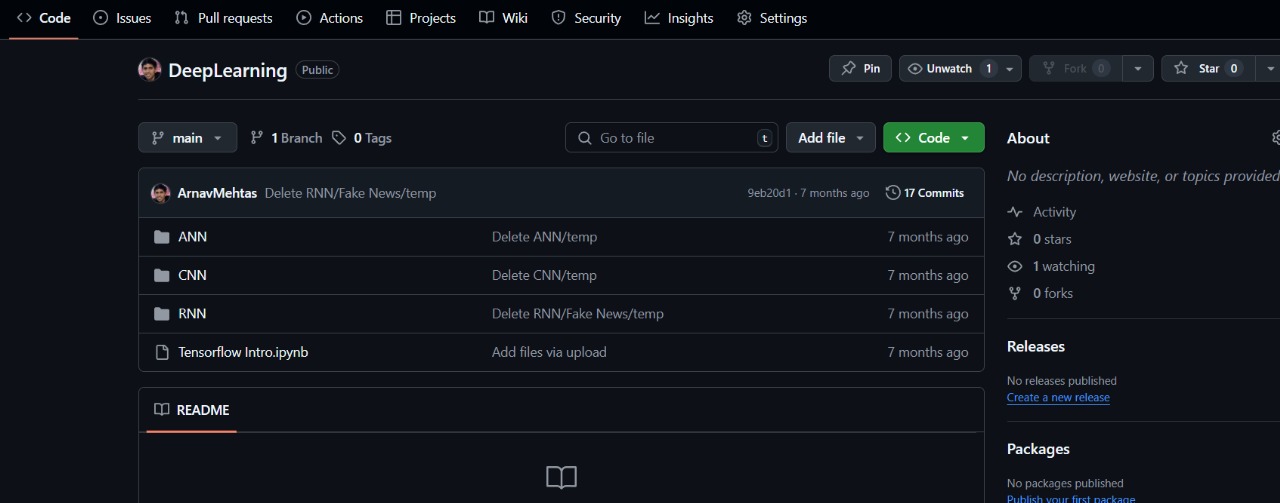 Code Issues Pull requests Actions Projects Wiki Security Insights Settings
DeepLearning Public Pin Unwatch 1 Fork 0 Star 0
main 1 Branch 0 Tags Go to file t Add file Code
ArnavMehtas Delete RNN/Fake News/temp 9eb20d1 · 7 months ago 17 Commits
ANN Delete ANN/temp 7 months ago
CNN Delete CNN/temp 7 months ago
RNN Delete RNN/Fake News/temp 7 months ago
Tensorflow Intro.ipynb Add files via upload 7 months ago
README
About
No description, website, or topics provided
Activity
0 stars
1 watching
0 forks
Releases
No releases published
Create a new release
Packages
No packages published
Publish your first package